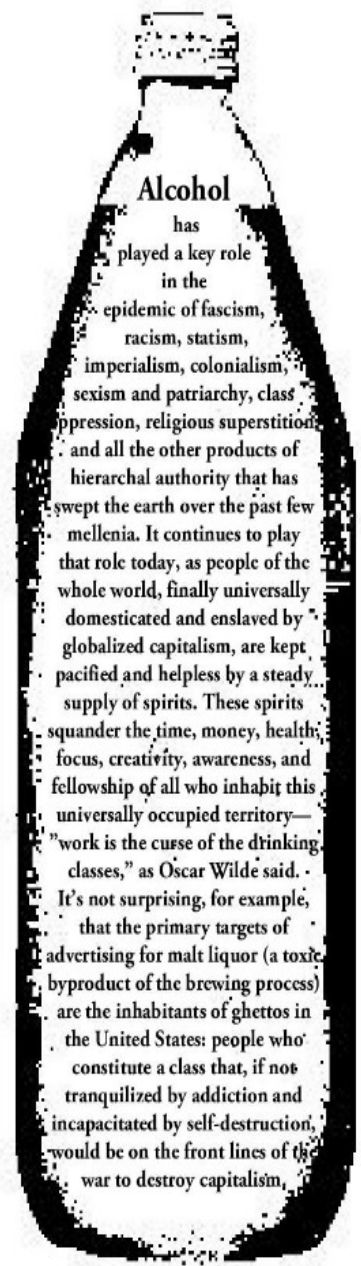 Alcohol
has
played a key role
in the
epidemic of fascism,
racism, statism,
imperialism, colonialism,
sexism and patriarchy, class
ppression, religious superstition
and all the other products of
hierarchal authority that has
swept the earth over the past few
mellenia. It continues to play
that role today, as people of the
whole world, finally universally
domesticated and enslaved by
globalized capitalism, are kept
pacified and helpless by a steady
supply of spirits. These spirits
squander the time, money, health,
focus, creativity, awareness, and
fellowship of all who inhabit this
universally occupied territory—
”work is the curse of the drinking
classes,” as Oscar Wilde said.
It’s not surprising, for example,
that the primary targets of
advertising for malt liquor (a toxic
byproduct of the brewing process)
are the inhabitants of ghettos in
the United States: people who
constitute a class that, if not
tranquilized by addiction and
incapacitated by self-destruction,
would be on the front lines of the
war to destroy capitalism.